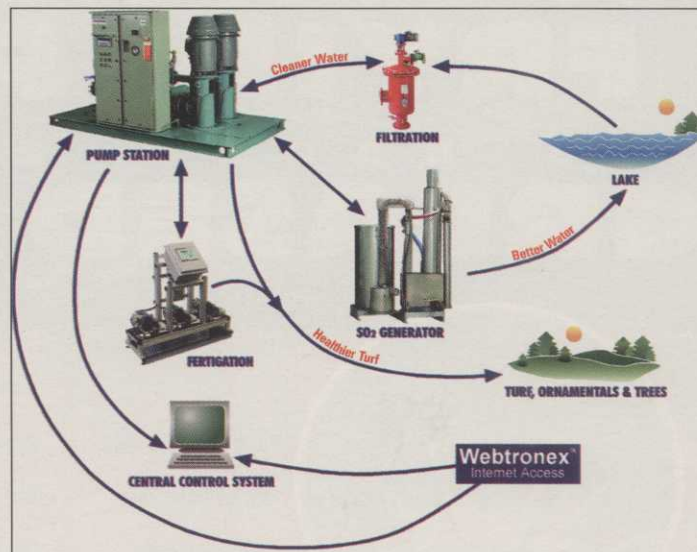 Cleaner Water
FILTRATION
PUMP STATION
LAKE
Better Water
SO₂ GENERATOR
FERTIGATION
Healthier Turf
TURF, ORNAMENTALS & TREES
Webtronex™
Internet Access
CENTRAL CONTROL SYSTEM